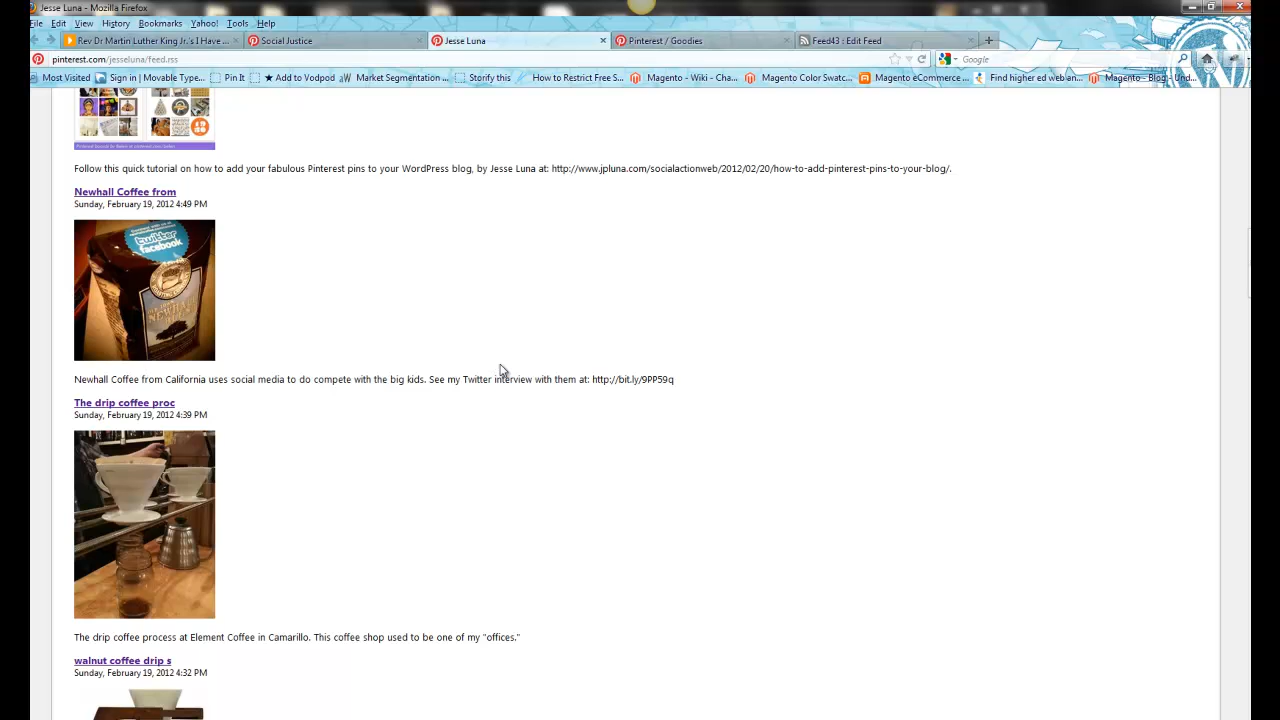 Jesse Luna - Mozilla Firefox
File Edit View History Bookmarks Yahoo! Tools Help
Rev Dr Martin Luther King Jr.'s I Have ...
Social Justice
Jesse Luna
Pinterest / Goodies
Feed43 : Edit Feed
pinterest.com/jesseluna/feed.rss
Google
Most Visited Sign in | Movable Type... Pin It ★ Add to Vodpod Market Segmentation ... Storify this How to Restrict Free S... Magento - Wiki - Cha... Magento Color Swatc... Magento eCommerce ... Find higher ed web an... Magento - Blog - Und...
Follow this quick tutorial on how to add your fabulous Pinterest pins to your WordPress blog, by Jesse Luna at: http://www.jpluna.com/socialactionweb/2012/02/20/how-to-add-pinterest-pins-to-your-blog/.
Newhall Coffee from
Sunday, February 19, 2012 4:49 PM
twitter
facebook
NEWHALL
Newhall Coffee from California uses social media to do compete with the big kids. See my Twitter interview with them at: http://bit.ly/9PP59q
The drip coffee proc
Sunday, February 19, 2012 4:39 PM
The drip coffee process at Element Coffee in Camarillo. This coffee shop used to be one of my "offices."
walnut coffee drip s
Sunday, February 19, 2012 4:32 PM